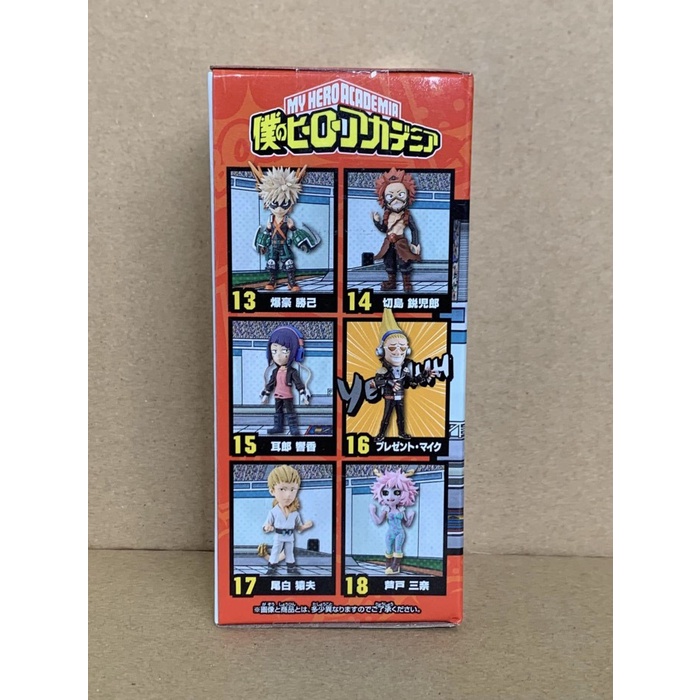 MY HERO ACADEMIA
僕のヒーローアカデミア
13 爆豪 勝己
14 切島 鋭児郎
15 耳郎 響香
YEAHHH
16 プレゼント・マイク
17 尾白 猿夫
18 芦戸 三奈
※画像と商品とは、多少異なりますのでご了承ください。